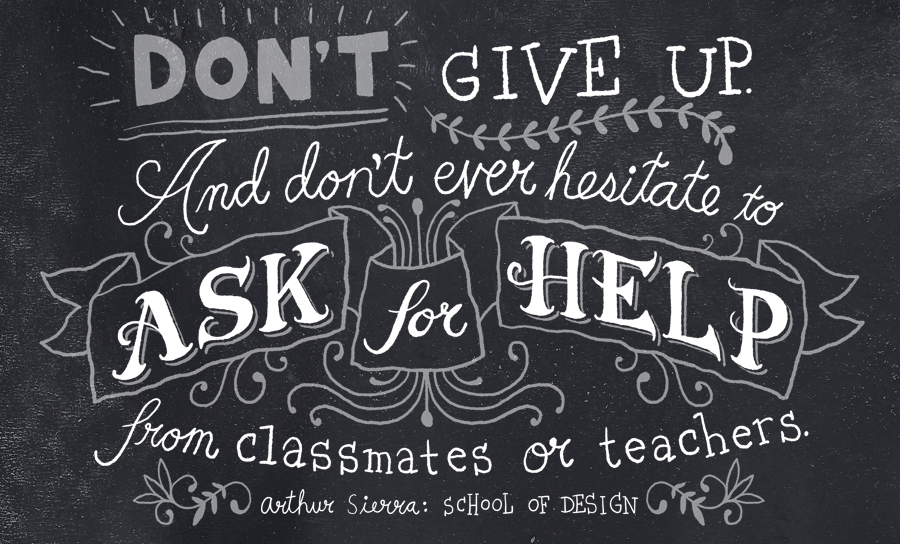 DON'T GIVE UP.
And don't ever hesitate to
ASK for HELP
from classmates or teachers.
arthur Sierra: SCHOOL OF DESIGN